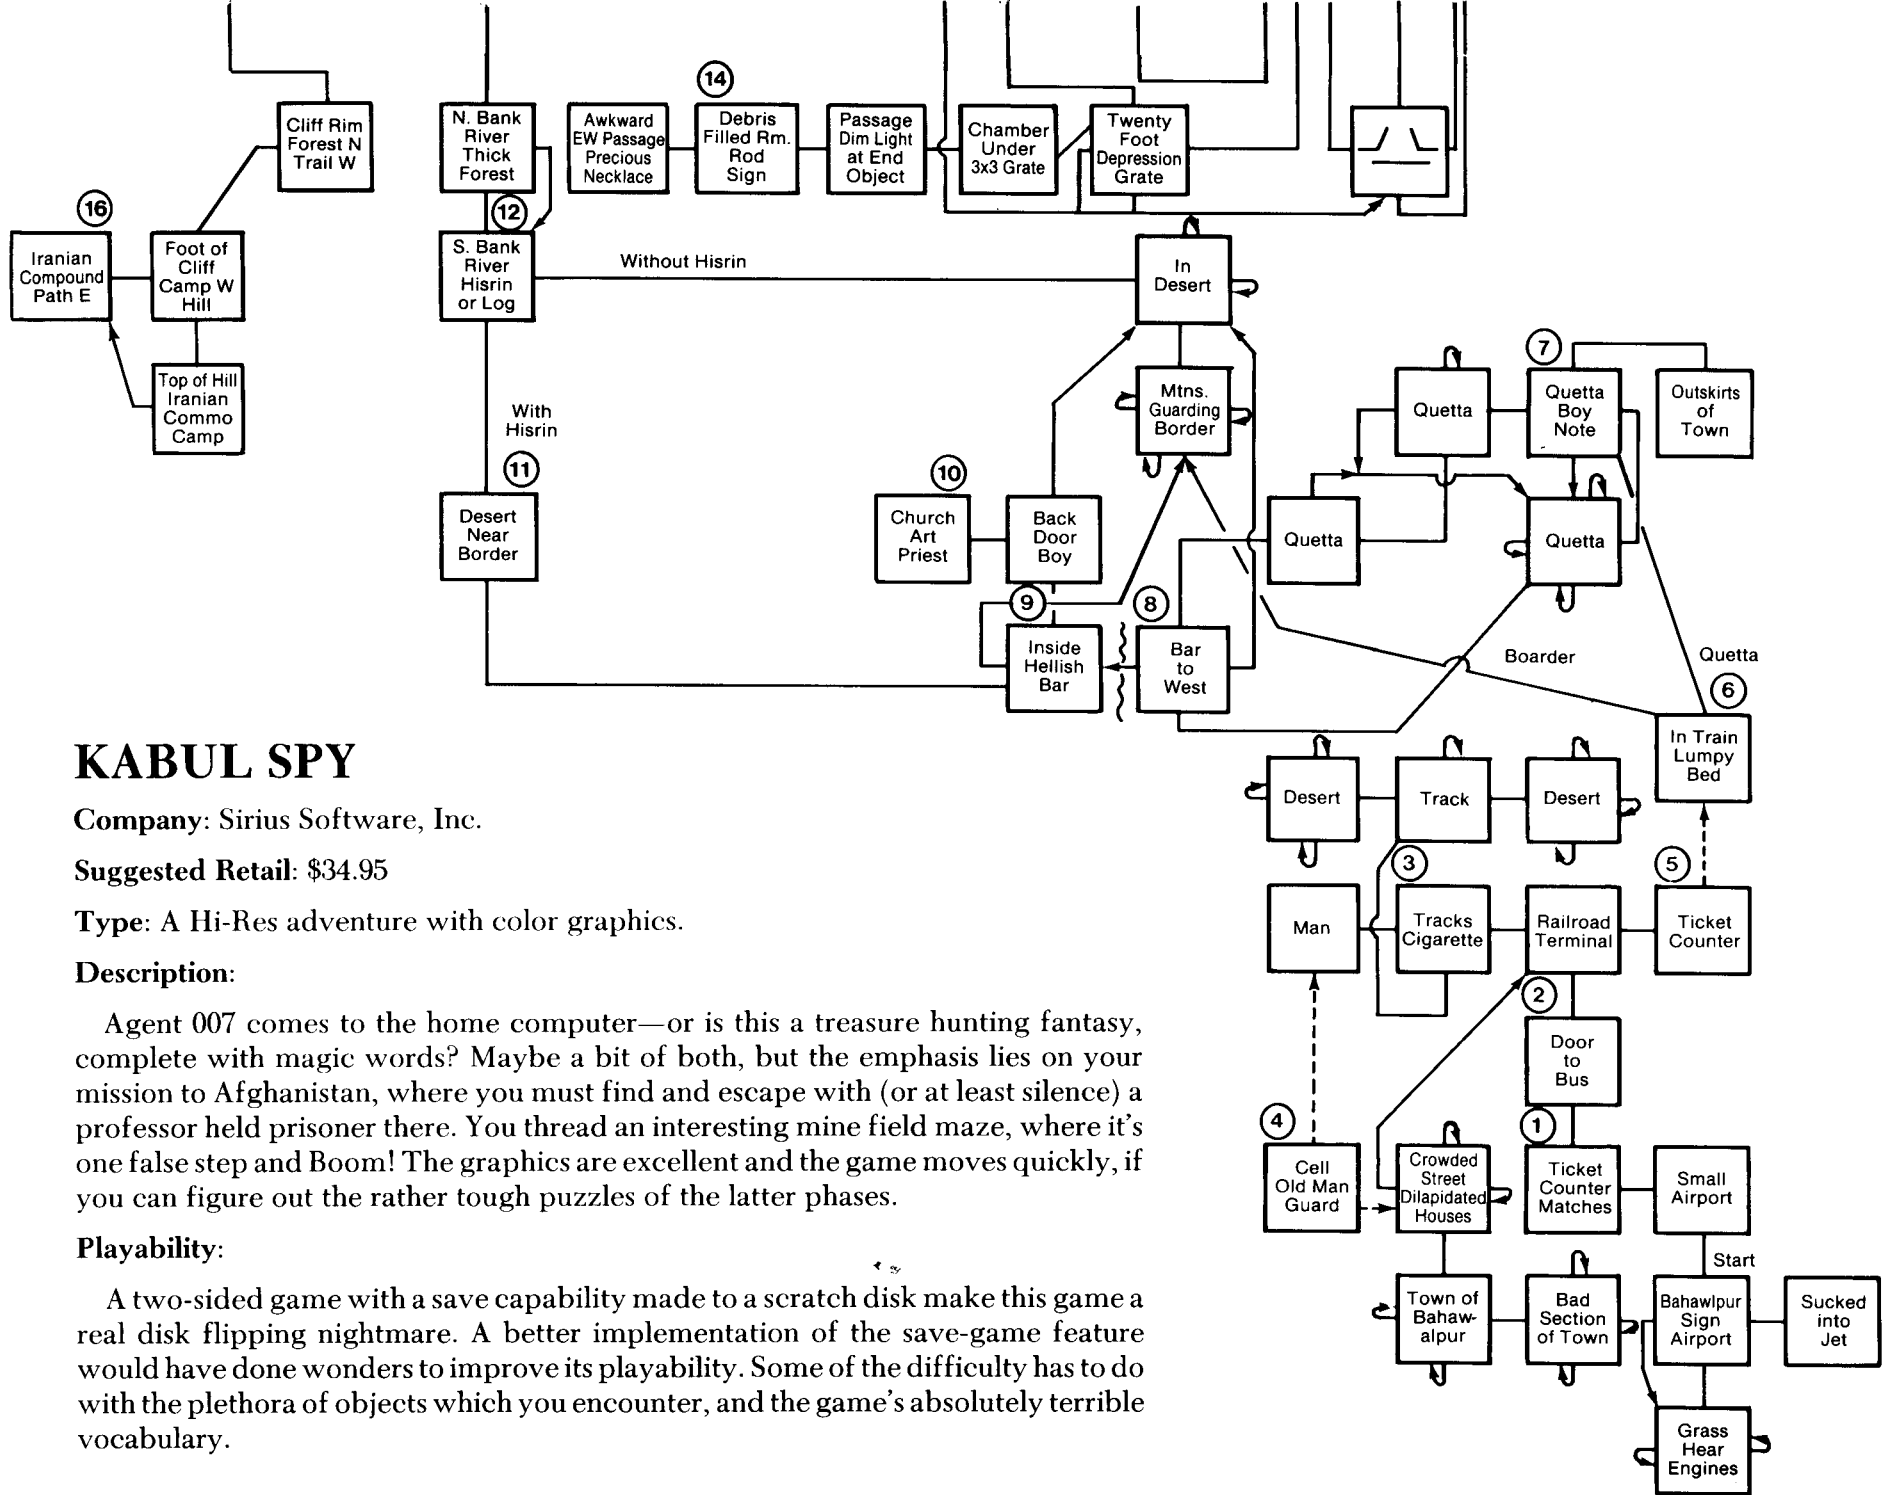 14
Cliff Rim
Forest N
Trail W
N. Bank
River
Thick
Forest
Awkward
EW Passage
Precious
Necklace
Debris
Filled Rm.
Rod
Sign
Passage
Dim Light
at End
Object
Chamber
Under
3x3 Grate
Twenty
Foot
Depression
Grate
16
12
Iranian
Compound
Path E
Foot of
Cliff
Camp W
Hill
S. Bank
River
Hisrin
or Log
Without Hisrin
In
Desert
Top of Hill
Iranian
Commo
Camp
With
Hisrin
11
Mtns.
Guarding
Border
7
Quetta
Quetta
Boy
Note
Outskirts
of
Town
10
Desert
Near
Border
Church
Art
Priest
Back
Door
Boy
Quetta
Quetta
9
8
Inside
Hellish
Bar
Bar
to
West
Boarder
Quetta
6
In Train
Lumpy
Bed
Desert
Track
Desert
3
5
Man
Tracks
Cigarette
Railroad
Terminal
Ticket
Counter
2
Door
to
Bus
4
1
Cell
Old Man
Guard
Crowded
Street
Dilapidated
Houses
Ticket
Counter
Matches
Small
Airport
Start
Town of
Bahaw-
alpur
Bad
Section
of Town
Bahawlpur
Sign
Airport
Sucked
into
Jet
Grass
Hear
Engines
KABUL SPY
Company: Sirius Software, Inc.
Suggested Retail: $34.95
Type: A Hi-Res adventure with color graphics.
Description:
Agent 007 comes to the home computer—or is this a treasure hunting fantasy,
complete with magic words? Maybe a bit of both, but the emphasis lies on your
mission to Afghanistan, where you must find and escape with (or at least silence) a
professor held prisoner there. You thread an interesting mine field maze, where it's
one false step and Boom! The graphics are excellent and the game moves quickly, if
you can figure out the rather tough puzzles of the latter phases.
Playability:
A two-sided game with a save capability made to a scratch disk make this game a
real disk flipping nightmare. A better implementation of the save-game feature
would have done wonders to improve its playability. Some of the difficulty has to do
with the plethora of objects which you encounter, and the game's absolutely terrible
vocabulary.